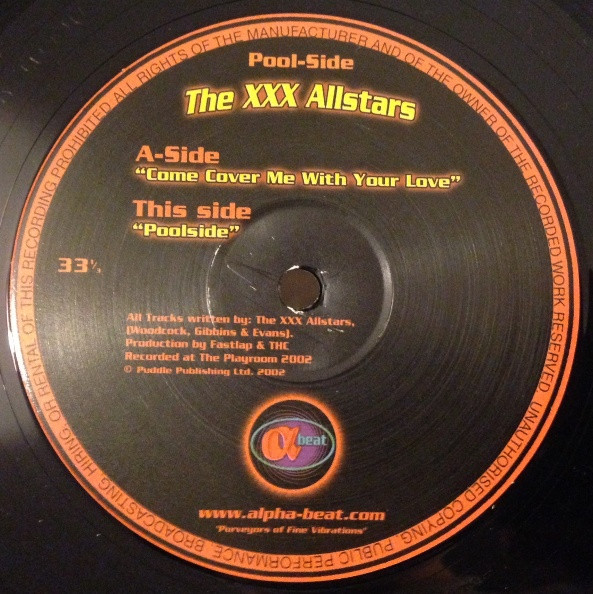 ALL RIGHTS OF THE MANUFACTURER AND OF THE OWNER OF THE RECORDED WORK RESERVED. UNAUTHORISED COPYING, PUBLIC PERFORMANCE, BROADCASTING, HIRING OR RENTAL OF THIS RECORDING PROHIBITED
Pool-Side
The XXX Allstars
A-Side
“Come Cover Me With Your Love”
This side
“Poolside”
33⅓
All Tracks written by: The XXX Allstars,
(Woodcock, Gibbins & Evans).
Production by Fastlap & THC
Recorded at The Playroom 2002
© Puddle Publishing Ltd. 2002
α beat
www.alpha-beat.com
"Purveyors of Fine Vibrations"